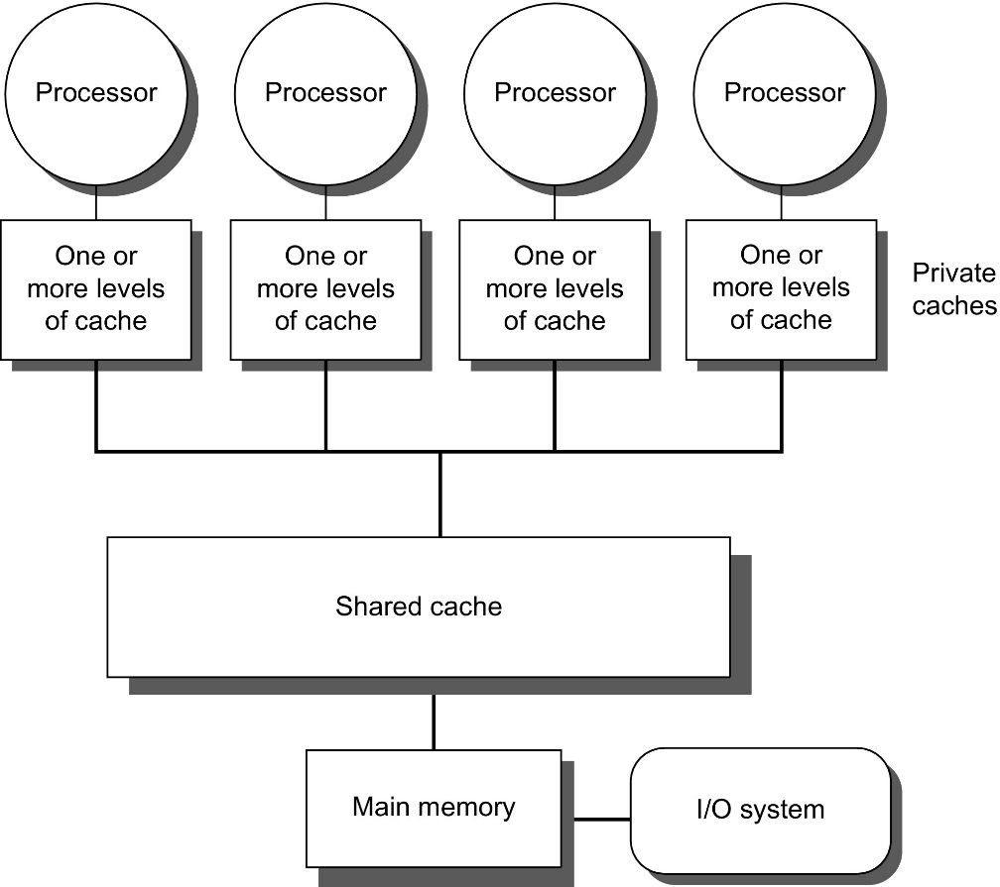 Processor
Processor
Processor
Processor
One or
more levels
of cache
One or
more levels
of cache
One or
more levels
of cache
One or
more levels
of cache
Private
caches
Shared cache
Main memory
I/O system